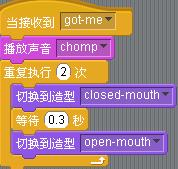 当接收到 got-me
播放声音 chomp
重复执行 2 次
切换到造型 closed-mouth
等待 0.3 秒
切换到造型 open-mouth